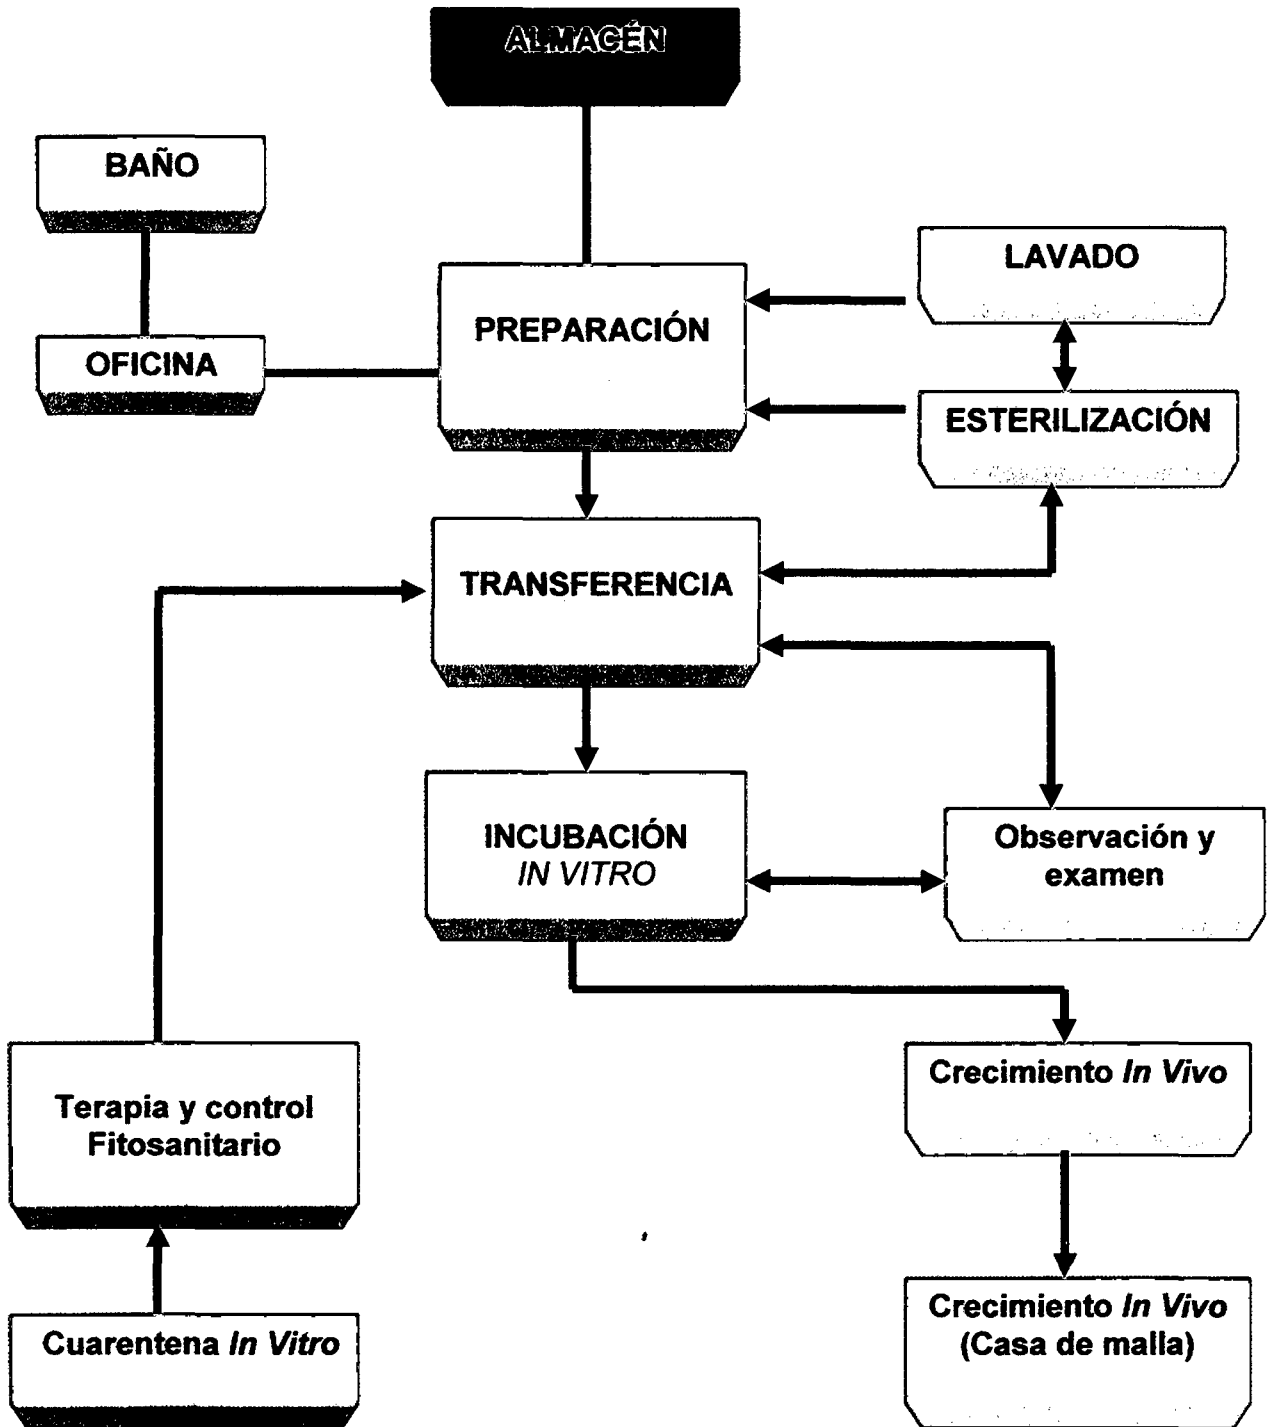 ALMACÉN
BAÑO
LAVADO
PREPARACIÓN
OFICINA
ESTERILIZACIÓN
TRANSFERENCIA
INCUBACIÓN
IN VITRO
Observación y
examen
Crecimiento In Vivo
Terapia y control
Fitosanitario
Crecimiento In Vivo
(Casa de malla)
Cuarentena In Vitro